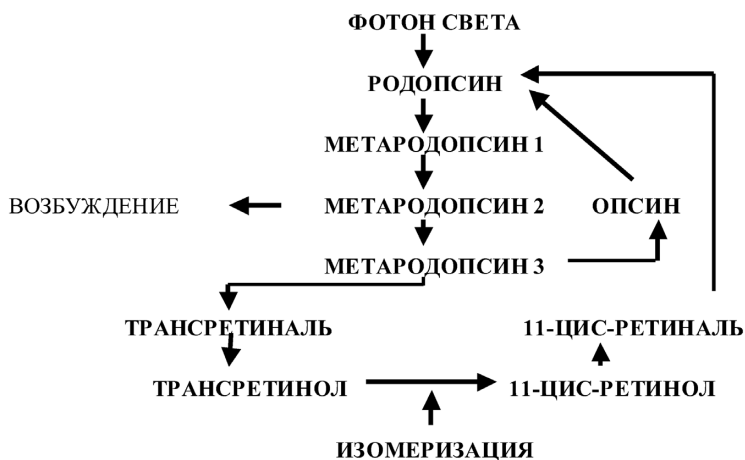 ФОТОН СВЕТА
РОДОПСИН
МЕТАРОДОПСИН 1
ВОЗБУЖДЕНИЕ МЕТАРОДОПСИН 2 ОПСИН
МЕТАРОДОПСИН 3
ТРАНСРЕТИНАЛЬ 11-ЦИС-РЕТИНАЛЬ
ТРАНСРЕТИНОЛ 11-ЦИС-РЕТИНОЛ
ИЗОМЕРИЗАЦИЯ